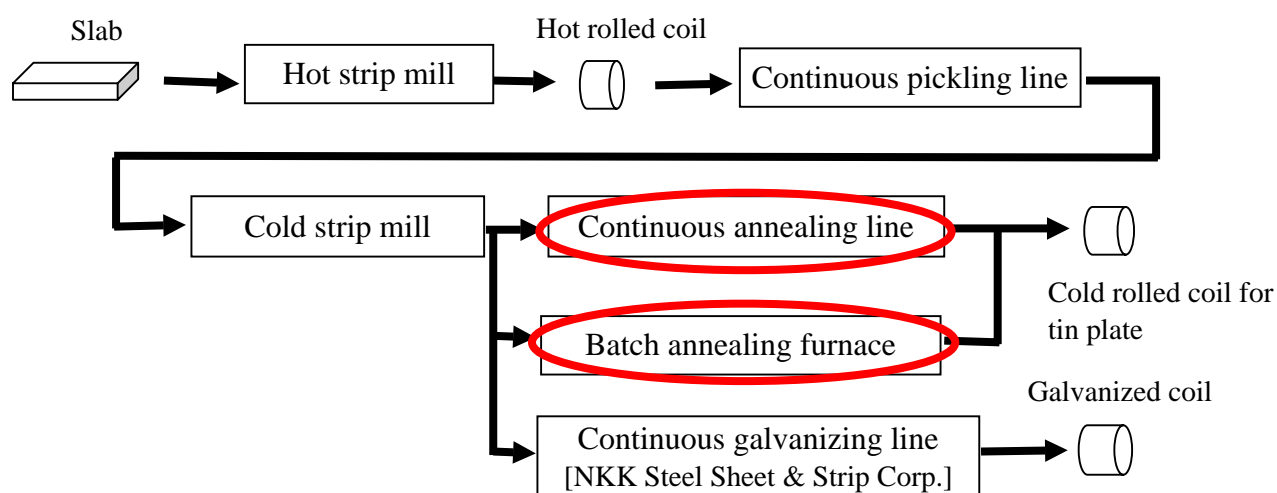 Slab
Hot strip mill
Hot rolled coil
Continuous pickling line
Cold strip mill
Continuous annealing line
Cold rolled coil for
tin plate
Batch annealing furnace
Continuous galvanizing line
[NKK Steel Sheet & Strip Corp.]
Galvanized coil